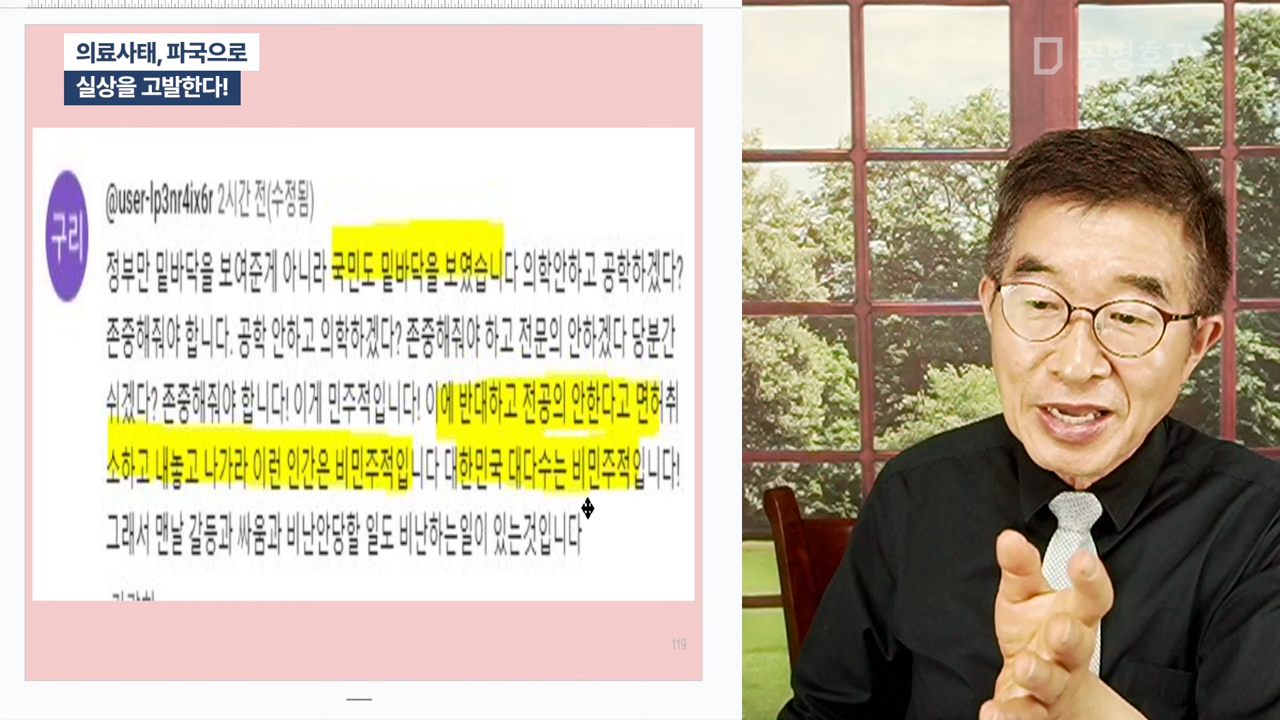 의료사태, 파국으로
실상을 고발한다!
구리
@user-lp3nr4ix6r 2시간 전(수정됨)
정부만 밑바닥을 보여준게 아니라 국민도 밑바닥을 보였습니다 의학안하고 공학하겠다?
존중해줘야 합니다. 공학 안하고 의학하겠다? 존중해줘야 하고 전문의 안하겠다 당분간
쉬겠다? 존중해줘야 합니다! 이게 민주적입니다! 이에 반대하고 전공의 안한다고 면허취
소하고 내놓고 나가라 이런 인간은 비민주적입니다 대한민국 대다수는 비민주적입니다!
그래서 맨날 갈등과 싸움과 비난안당할 일도 비난하는일이 있는것입니다
119
공병호TV